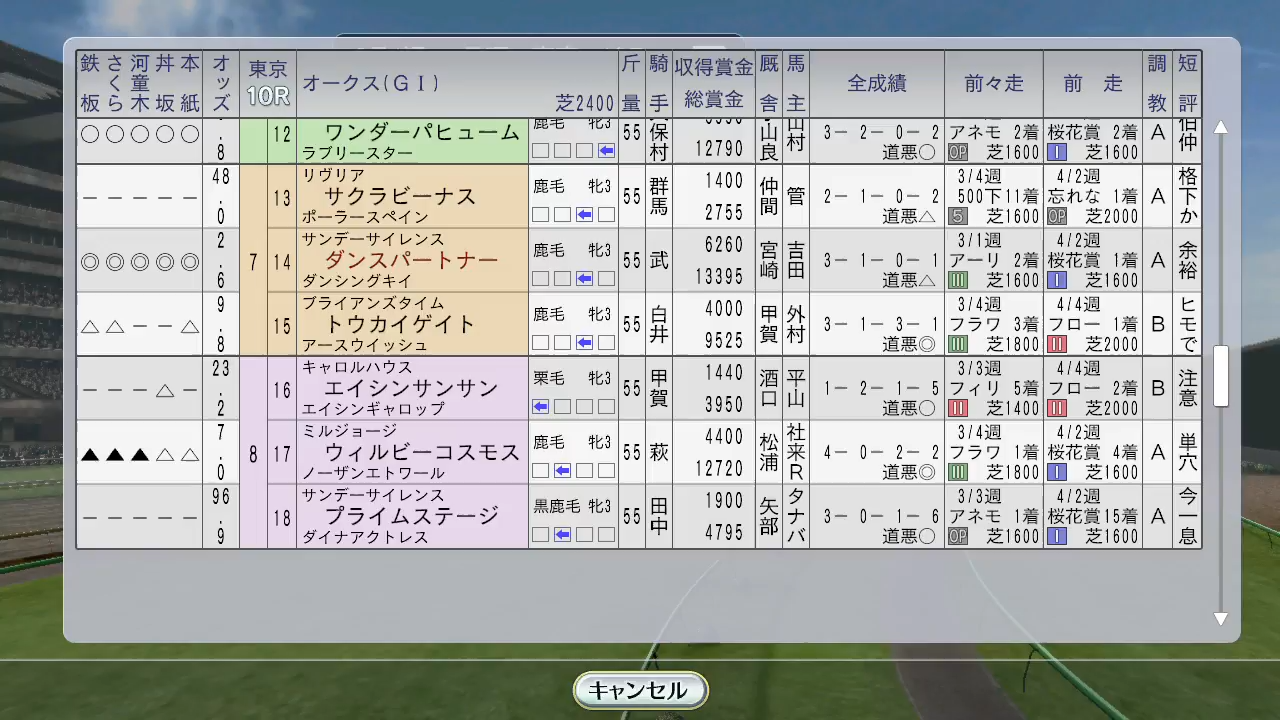 鉄板 さくら 河童木 丼坂 本紙 オッズ 東京 10R オークス(GⅠ) 芝2400 斤量 騎手 収得賞金 総賞金 厩舎 馬主 全成績 前々走 前 走 調教 短評
○ ○ ○ ○ ○ .8 12 ワンダーパヒューム 鹿毛 牝3 55 保村 12790 山良 山村 3- 2- 0- 2 アネモ 2着 桜花賞 2着 A 伯仲
ラブリースター 道悪○ OP 芝1600 Ⅰ 芝1600
リヴリア 3/4週 4/2週
- - - - - 48.0 13 サクラビーナス 鹿毛 牝3 55 群馬 1400 2755 仲間 管 2- 1- 0- 2 500下11着 忘れな 1着 A 格下か
ポーラースペイン 道悪△ 5 芝1600 OP 芝2000
サンデーサイレンス 3/1週 4/2週
◎ ◎ ◎ ◎ ◎ 2.6 7 14 ダンスパートナー 鹿毛 牝3 55 武 6260 13395 宮崎 吉田 3- 1- 0- 1 アーリ 2着 桜花賞 1着 A 余裕
ダンシングキイ 道悪△ Ⅲ 芝1600 Ⅰ 芝1600
ブライアンズタイム 3/4週 4/4週
△ △ - - △ 9.8 15 トウカイゲイト 鹿毛 牝3 55 白井 4000 9525 甲賀 外村 3- 1- 3- 1 フラワ 3着 フロー 1着 B ヒモで
アースウイッシュ 道悪◎ Ⅲ 芝1800 Ⅱ 芝2000
キャロルハウス 3/3週 4/4週
- - - △ - 23.2 16 エイシンサンサン 栗毛 牝3 55 甲賀 1440 3950 酒口 平山 1- 2- 1- 5 フィリ 5着 フロー 2着 B 注意
エイシンギャロップ 道悪○ Ⅱ 芝1400 Ⅱ 芝2000
ミルジョージ 3/4週 4/2週
▲ ▲ ▲ △ △ 7.0 8 17 ウィルビーコスモス 鹿毛 牝3 55 萩 4400 12720 松浦 社来R 4- 0- 2- 2 フラワ 1着 桜花賞 4着 A 単穴
ノーザンエトワール 道悪◎ Ⅲ 芝1800 Ⅰ 芝1600
サンデーサイレンス 3/3週 4/2週
- - - - - 96.9 18 プライムステージ 黒鹿毛 牝3 55 田中 1900 4795 矢部 タナバ 3- 0- 1- 6 アネモ 1着 桜花賞15着 A 今一息
ダイナアクトレス 道悪○ OP 芝1600 Ⅰ 芝1600
キャンセル